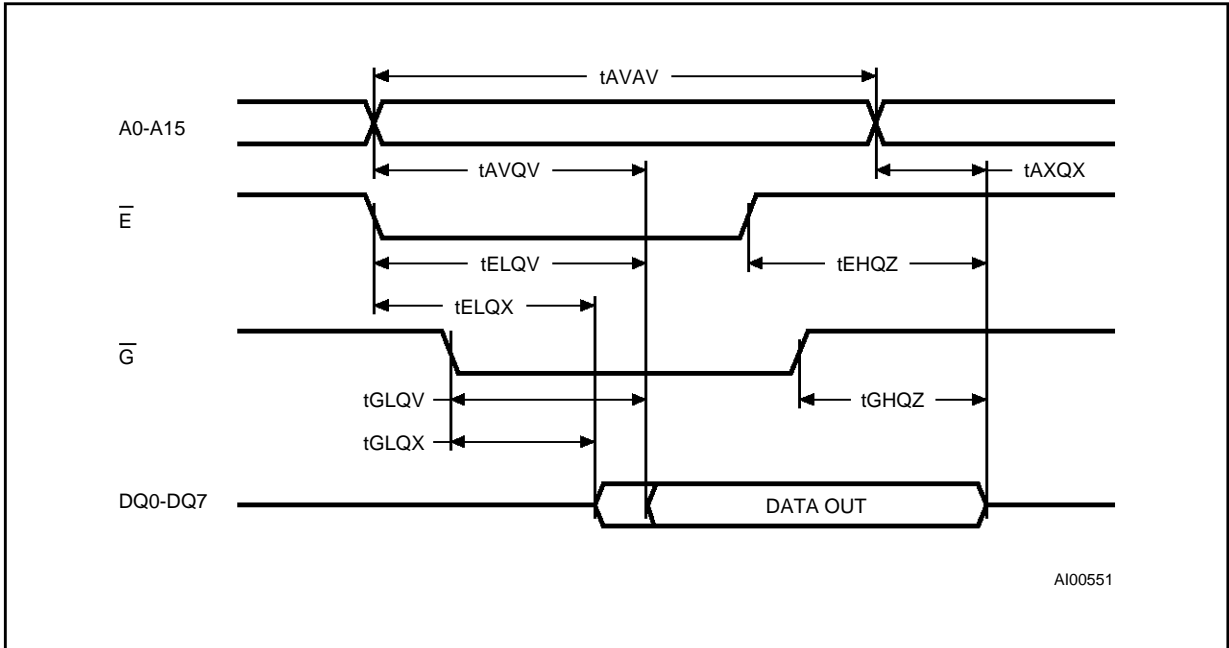 tAVAV
A0-A15
tAVQV
tAXQX
E
tELQV
tEHQZ
tELQX
G
tGLQV
tGHQZ
tGLQX
DQ0-DQ7
DATA OUT
AI00551